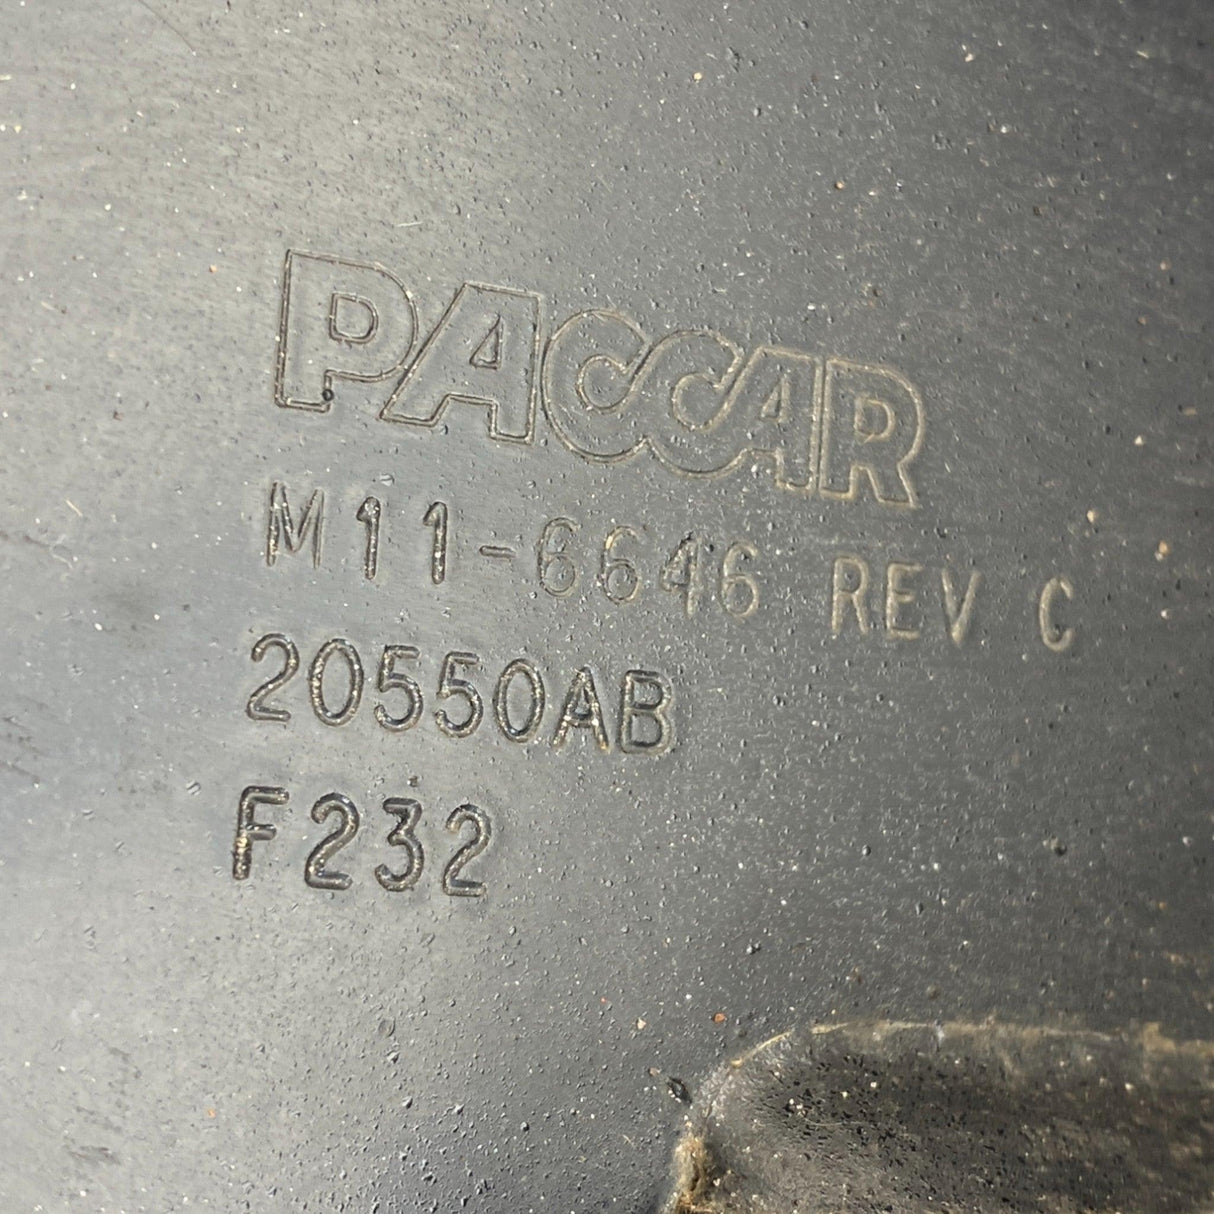 PACCAR
M11-6646 REV C
20550AB
F232